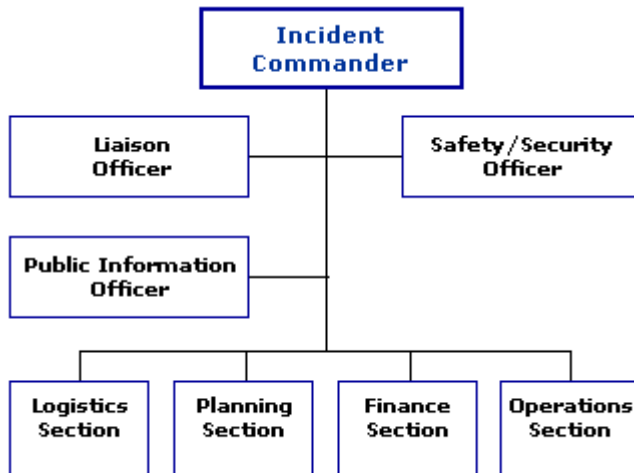 Incident
Commander
Liaison
Officer
Safety/Security
Officer
Public Information
Officer
Logistics
Section
Planning
Section
Finance
Section
Operations
Section